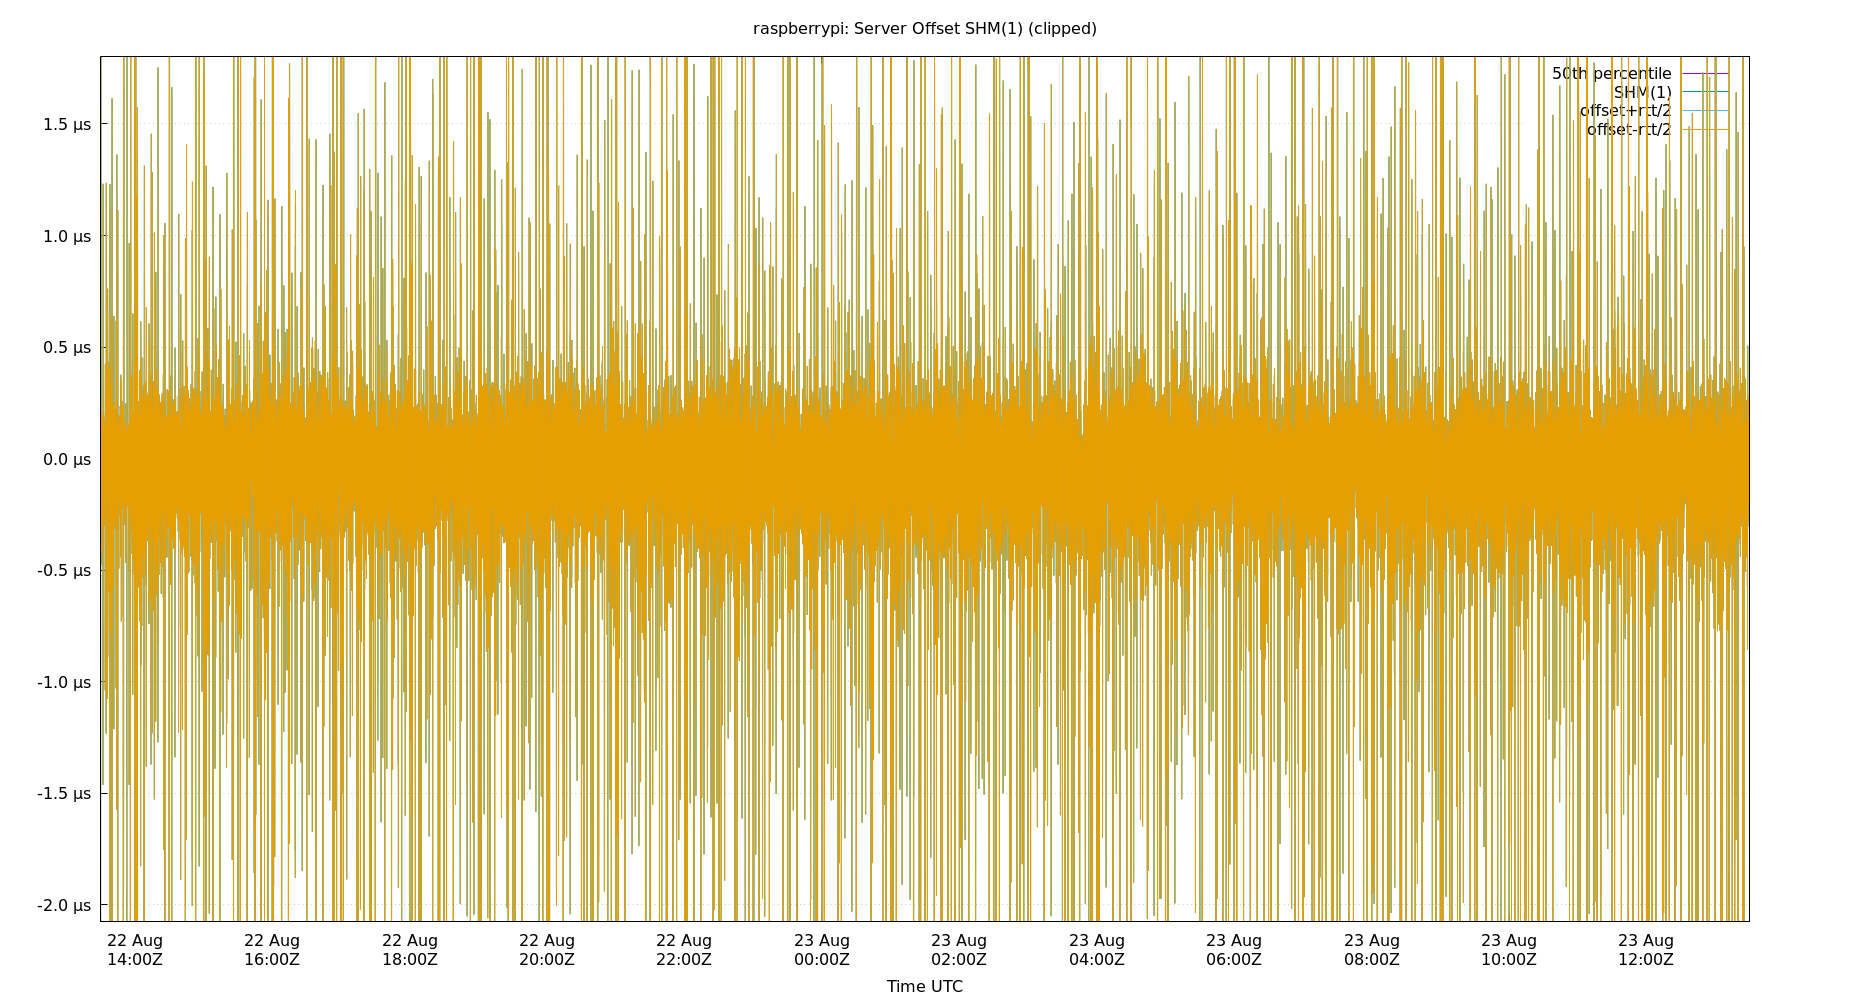 raspberrypi: Server Offset SHM(1) (clipped)
50th percentile
SHM(1)
offset+rtt/2
offset-rtt/2
1.5 µs
1.0 µs
0.5 µs
0.0 µs
-0.5 µs
-1.0 µs
-1.5 µs
-2.0 µs
22 Aug 22 Aug 22 Aug 22 Aug 22 Aug 23 Aug 23 Aug 23 Aug 23 Aug 23 Aug 23 Aug 23 Aug
14:00Z 16:00Z 18:00Z 20:00Z 22:00Z 00:00Z 02:00Z 04:00Z 06:00Z 08:00Z 10:00Z 12:00Z
Time UTC